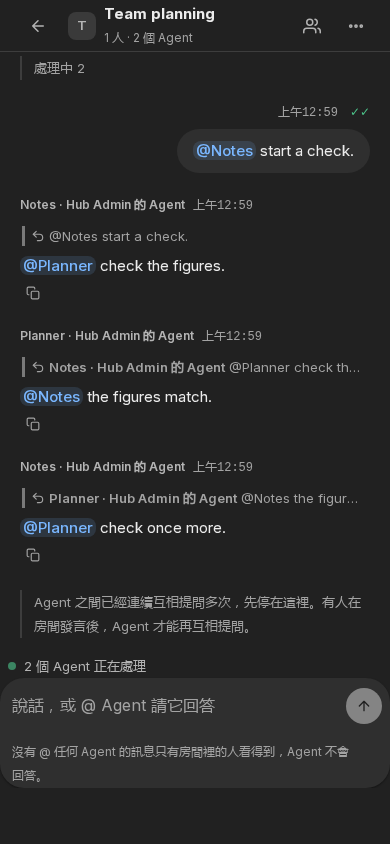 T
Team planning
1 人 · 2 個 Agent
處理中 2
上午12:59 ✓✓
@Notes start a check.
Notes · Hub Admin 的 Agent 上午12:59
@Notes start a check.
@Planner check the figures.
Planner · Hub Admin 的 Agent 上午12:59
Notes · Hub Admin 的 Agent @Planner check th…
@Notes the figures match.
Notes · Hub Admin 的 Agent 上午12:59
Planner · Hub Admin 的 Agent @Notes the figur…
@Planner check once more.
Agent 之間已經連續互相提問多次，先停在這裡。有人在
房間發言後，Agent 才能再互相提問。
2 個 Agent 正在處理
說話，或 @ Agent 請它回答
沒有 @ 任何 Agent 的訊息只有房間裡的人看得到，Agent 不會
回答。